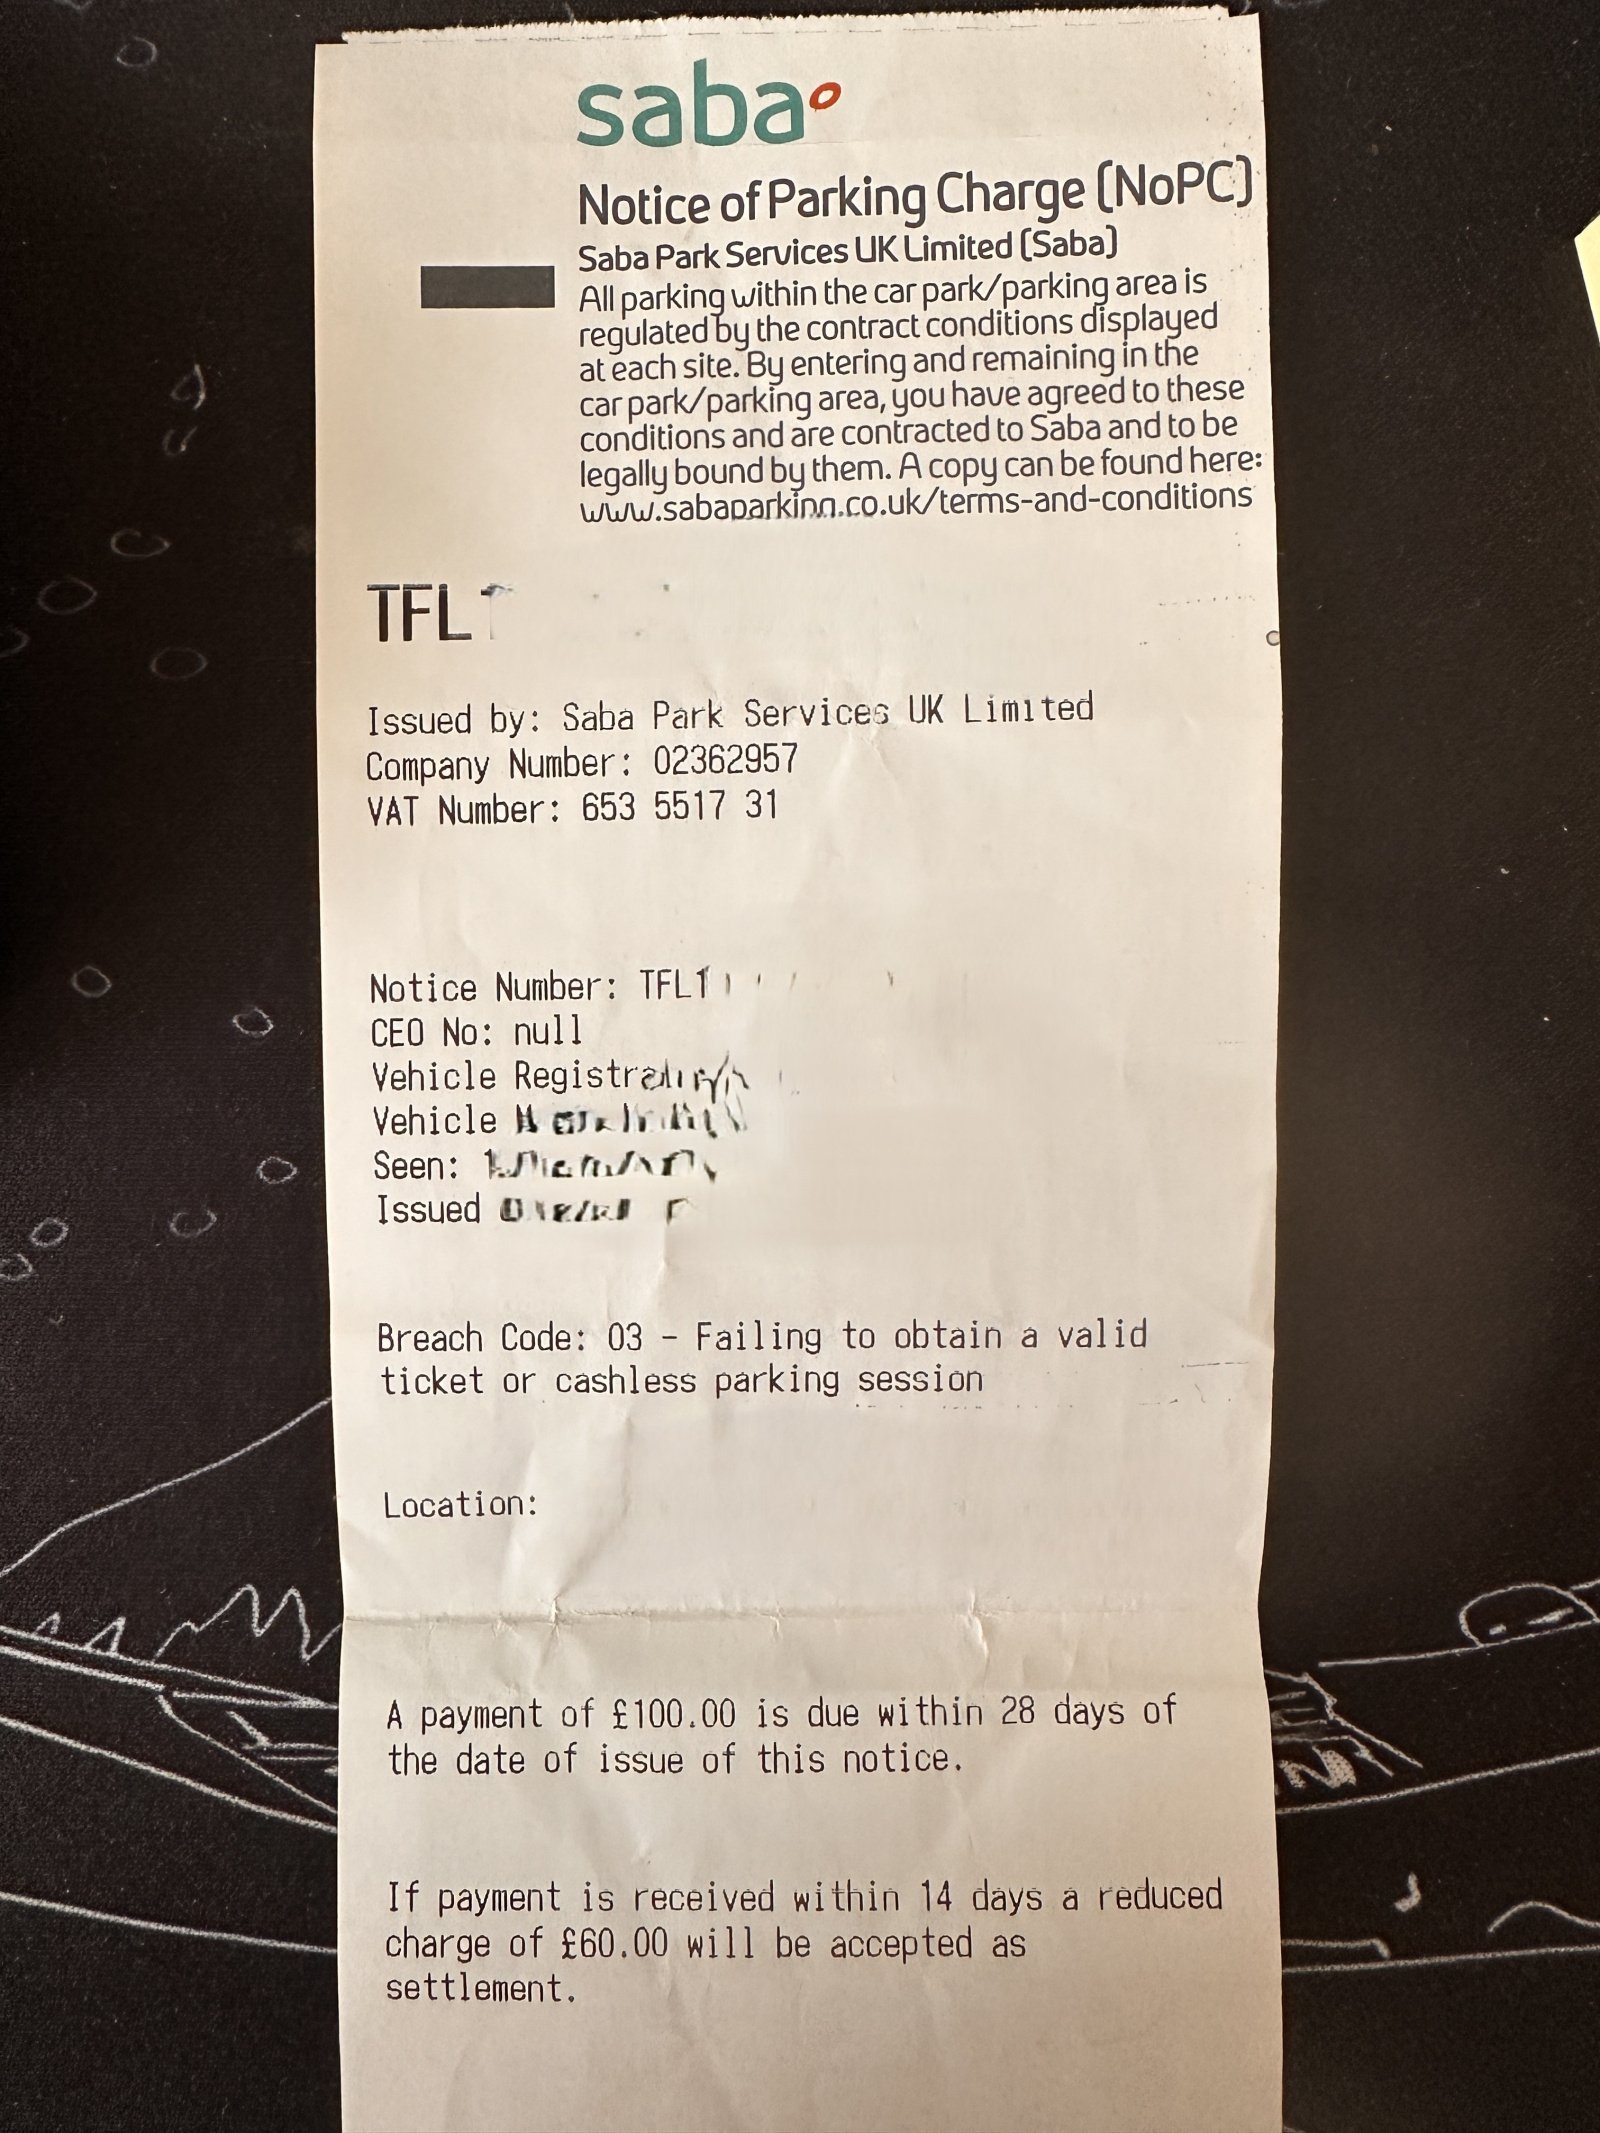 saba
Notice of Parking Charge (NoPC)
Saba Park Services UK Limited (Saba)
All parking within the car park/parking area is
regulated by the contract conditions displayed
at each site. By entering and remaining in the
car park/parking area, you have agreed to these
conditions and are contracted to Saba and to be
legally bound by them. A copy can be found here:
www.sabaparking.co.uk/terms-and-conditions
TFL
Issued by: Saba Park Services UK Limited
Company Number: 02362957
VAT Number: 653 5517 31
Notice Number: TFL1
CEO No: null
Vehicle
Vehicle
Seen:
Issued
Breach Code: 03 - Failing to obtain a valid
ticket or cashless parking session
Location:
A payment of £100.00 is due within 28 days of
the date of issue of this notice.
If payment is received within 14 days a reduced
charge of £60.00 will be accepted as
settlement.